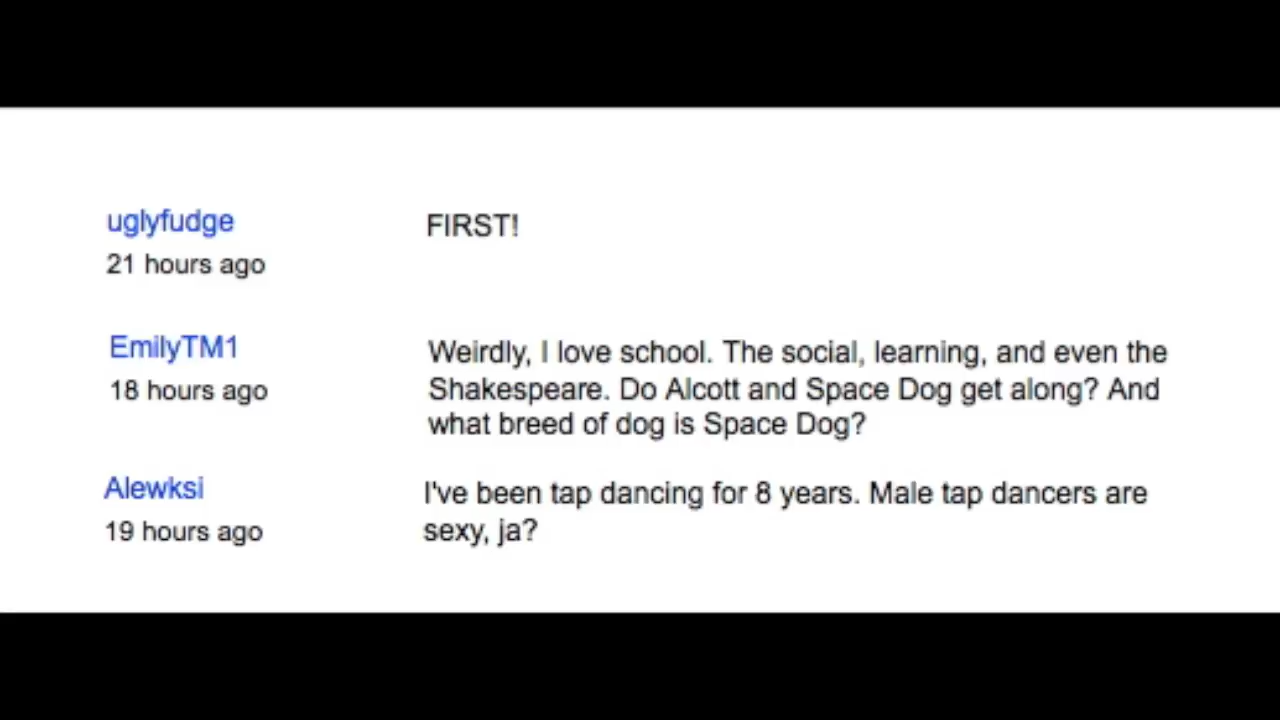 uglyfudge
FIRST!
21 hours ago
EmilyTM1
Weirdly, I love school. The social, learning, and even the
18 hours ago
Shakespeare. Do Alcott and Space Dog get along? And
what breed of dog is Space Dog?
Alewksi
I've been tap dancing for 8 years. Male tap dancers are
19 hours ago
sexy, ja?